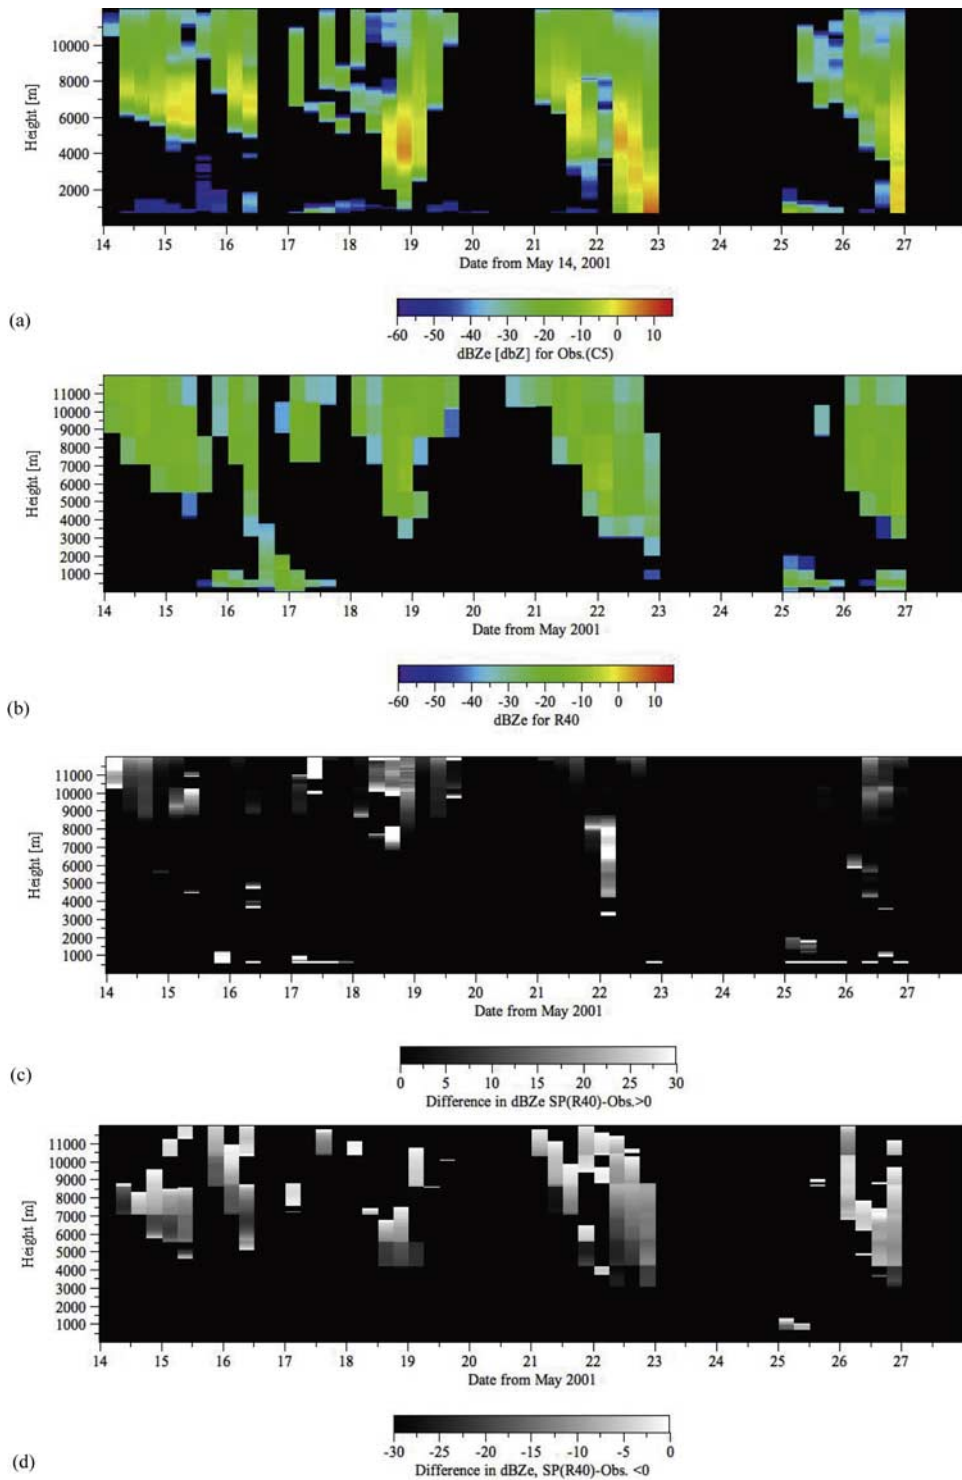 10000
8000
6000
4000
2000
Height [m]
14 15 16 17 18 19 20 21 22 23 24 25 26 27
Date from May 14, 2001
-60 -50 -40 -30 -20 -10 0 10
dBZe [dbZ] for Obs.(C5)
(a)
11000
10000
9000
8000
7000
6000
5000
4000
3000
2000
1000
Height [m]
14 15 16 17 18 19 20 21 22 23 24 25 26 27
Date from May 2001
-60 -50 -40 -30 -20 -10 0 10
dBZe for R40
(b)
11000
10000
9000
8000
7000
6000
5000
4000
3000
2000
1000
Height [m]
14 15 16 17 18 19 20 21 22 23 24 25 26 27
Date from May 2001
0 5 10 15 20 25 30
Difference in dBZe SP(R40)-Obs.>0
(c)
11000
10000
9000
8000
7000
6000
5000
4000
3000
2000
1000
Height [m]
14 15 16 17 18 19 20 21 22 23 24 25 26 27
Date from May 2001
-30 -25 -20 -15 -10 -5 0
Difference in dBZe, SP(R40)-Obs. <0
(d)